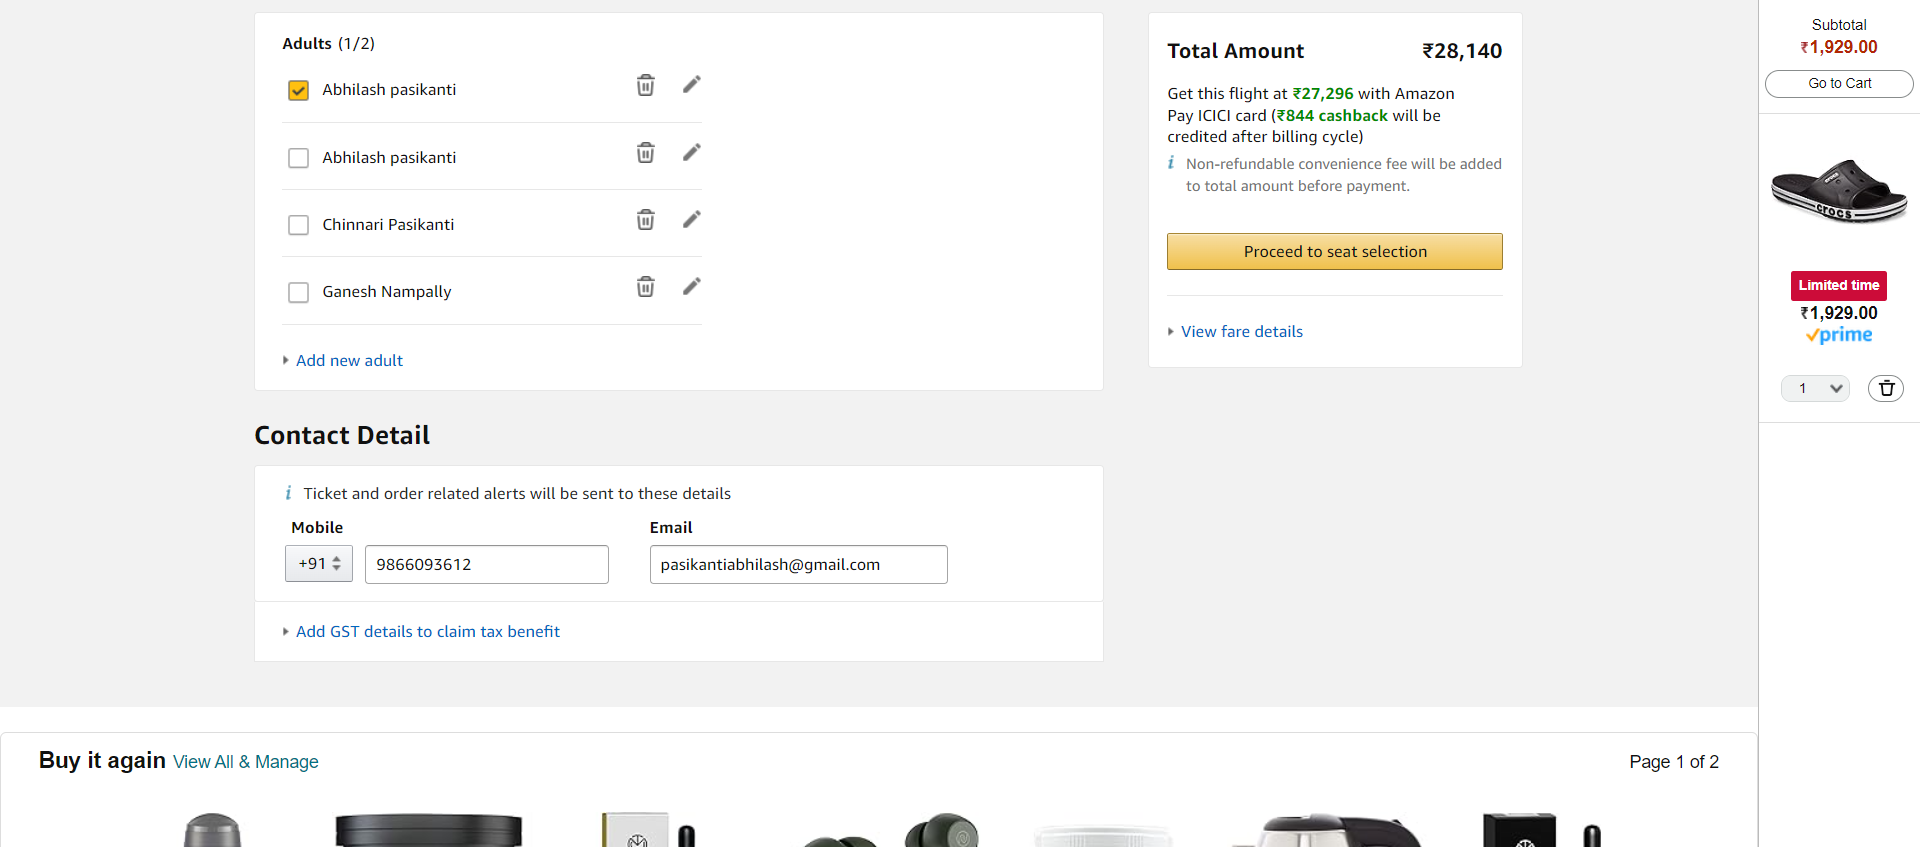 Adults (1/2)
Abhilash pasikanti
Abhilash pasikanti
Chinnari Pasikanti
Ganesh Nampally
Add new adult
Contact Detail
Ticket and order related alerts will be sent to these details
Mobile
Email
+91
9866093612
pasikantiabhilash@gmail.com
Add GST details to claim tax benefit
Total Amount ₹28,140
Get this flight at ₹27,296 with Amazon
Pay ICICI card (₹844 cashback will be
credited after billing cycle)
Non-refundable convenience fee will be added
to total amount before payment.
Proceed to seat selection
View fare details
Subtotal
₹1,929.00
Go to Cart
crocs
Limited time
₹1,929.00
prime
1
Buy it again View All & Manage
Page 1 of 2